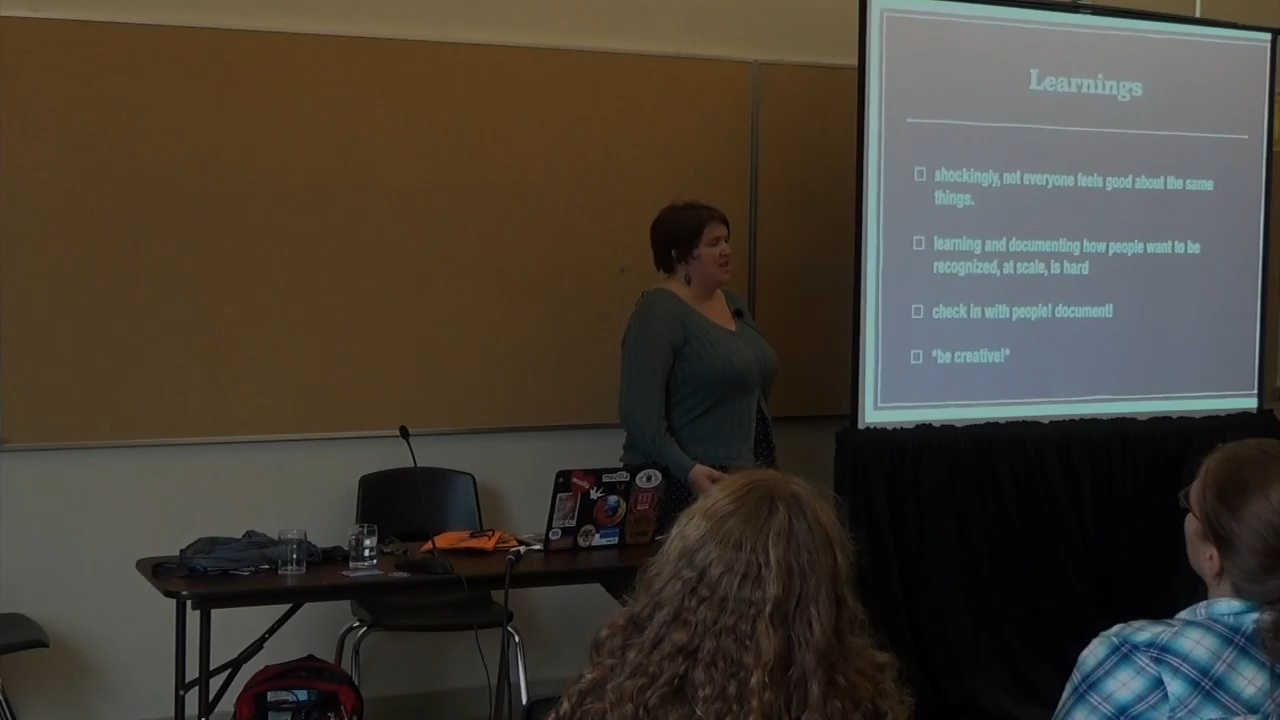 Learnings
shockingly, not everyone feels good about the same
things.
learning and documenting how people want to be
recognized, at scale, is hard
check in with people! document!
*be creative!*
mozilla